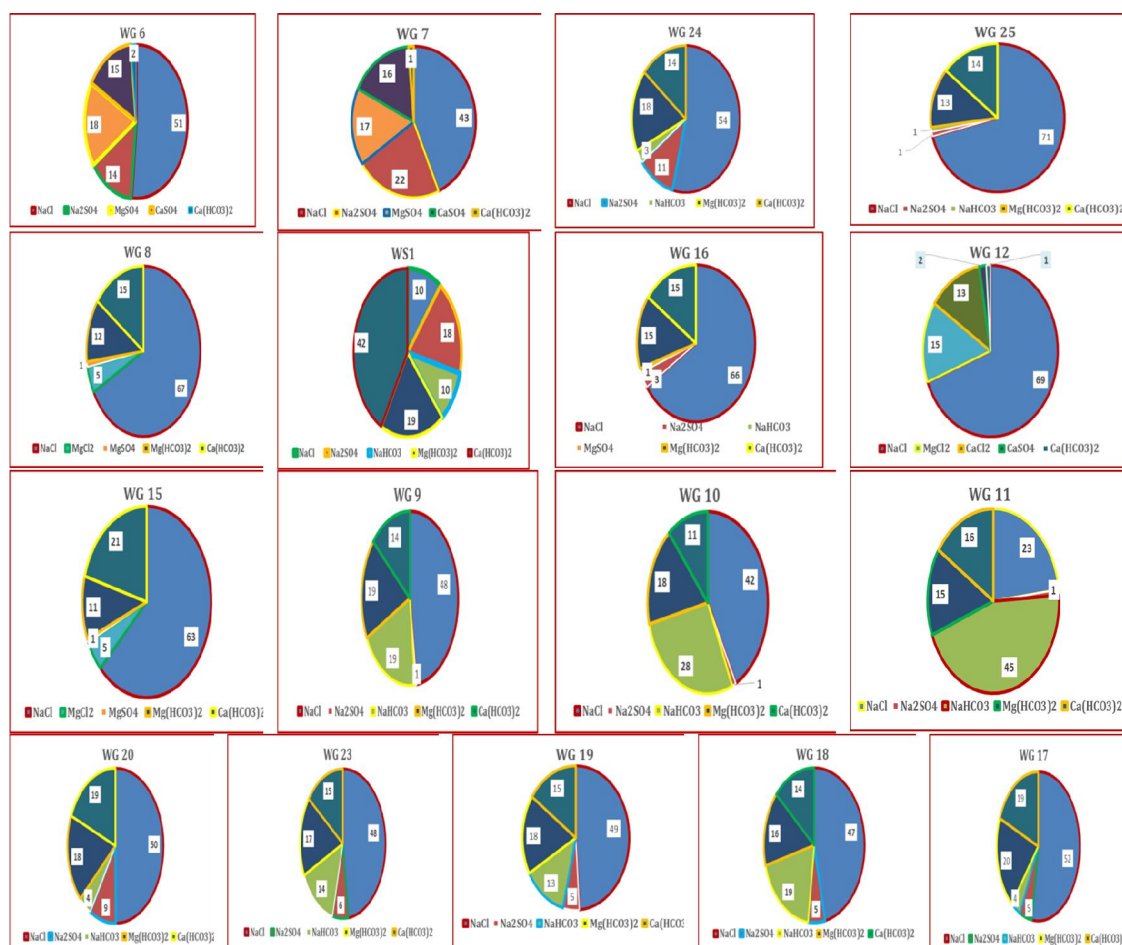 WG 6
2
15
18
14
51
NaCl Na2SO4 MgSO4 CaSO4 Ca(HCO3)2
WG 7
1
16
17
22
43
NaCl Na2SO4 MgSO4 CaSO4 Ca(HCO3)2
WG 24
14
18
3
11
54
NaCl Na2SO4 NaHCO3 Mg(HCO3)2 Ca(HCO3)2
WG 25
14
13
1
1
71
NaCl Na2SO4 NaHCO3 Mg(HCO3)2 Ca(HCO3)2
WG 8
15
12
1
5
67
NaCl MgCl2 MgSO4 Mg(HCO3)2 Ca(HCO3)2
WS1
10
42
18
10
19
NaCl Na2SO4 NaHCO3 Mg(HCO3)2 Ca(HCO3)2
WG 16
15
15
1
3
66
NaCl Na2SO4 NaHCO3
MgSO4 Mg(HCO3)2 Ca(HCO3)2
WG 12
2
1
13
15
69
NaCl MgCl2 CaCl2 CaSO4 Ca(HCO3)2
WG 15
21
11
1
5
63
NaCl MgCl2 MgSO4 Mg(HCO3)2 Ca(HCO3)2
WG 9
14
48
19
19
1
NaCl Na2SO4 NaHCO3 Mg(HCO3)2 Ca(HCO3)2
WG 10
11
42
18
28
1
NaCl Na2SO4 NaHCO3 Mg(HCO3)2 Ca(HCO3)2
WG 11
16
23
15
1
45
NaCl Na2SO4 NaHCO3 Mg(HCO3)2 Ca(HCO3)2
WG 20
19
50
18
4
9
NaCl Na2SO4 NaHCO3 Mg(HCO3)2 Ca(HCO3)2
WG 23
15
48
17
14
6
NaCl Na2SO4 NaHCO3 Mg(HCO3)2 Ca(HCO3)2
WG 19
15
49
18
13
5
NaCl Na2SO4 NaHCO3 Mg(HCO3)2 Ca(HCO3)
WG 18
14
47
16
19
5
NaCl Na2SO4 NaHCO3 Mg(HCO3)2 Ca(HCO3)2
WG 17
19
52
20
4
5
NaCl Na2SO4 NaHCO3 Mg(HCO3)2 Ca(HCO3)